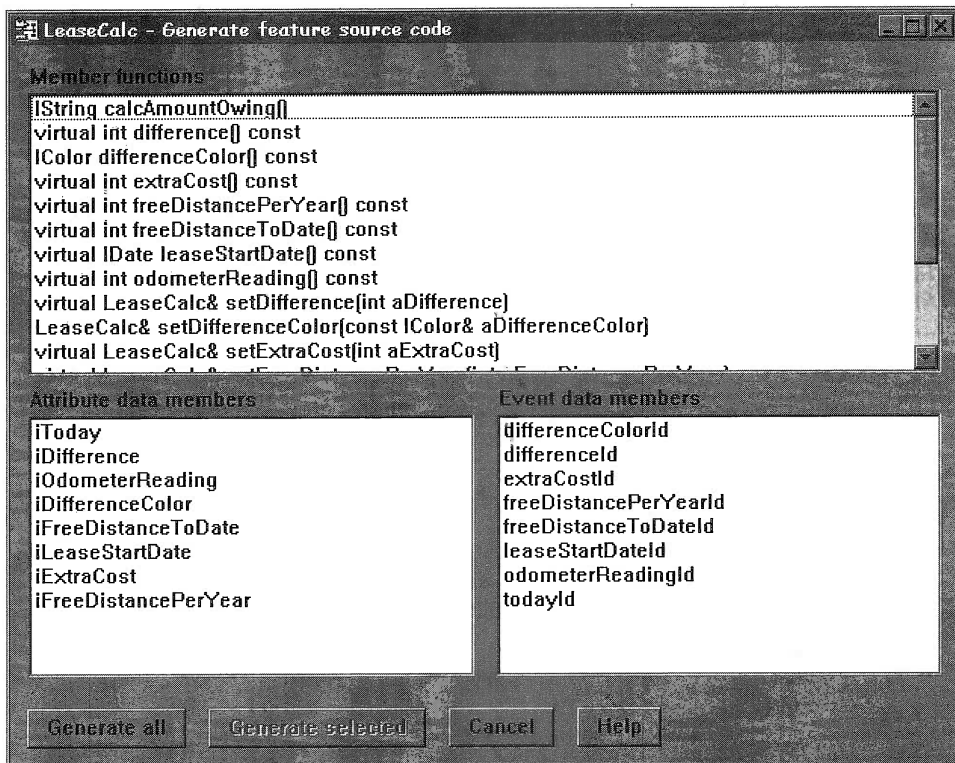 LeaseCalc - Generate feature source code
Member functions
IString calcAmountOwing()
virtual int difference() const
IColor differenceColor() const
virtual int extraCost() const
virtual int freeDistancePerYear() const
virtual int freeDistanceToDate() const
virtual IDate leaseStartDate() const
virtual int odometerReading() const
virtual LeaseCalc& setDifference(int aDifference)
LeaseCalc& setDifferenceColor(const IColor& aDifferenceColor)
virtual LeaseCalc& setExtraCost(int aExtraCost)
Attribute data members
iToday
iDifference
iOdometerReading
iDifferenceColor
iFreeDistanceToDate
iLeaseStartDate
iExtraCost
iFreeDistancePerYear
Event data members
differenceColorId
differenceId
extraCostId
freeDistancePerYearId
freeDistanceToDateId
leaseStartDateId
odometerReadingId
todayId
Generate all
Generate selected
Cancel
Help